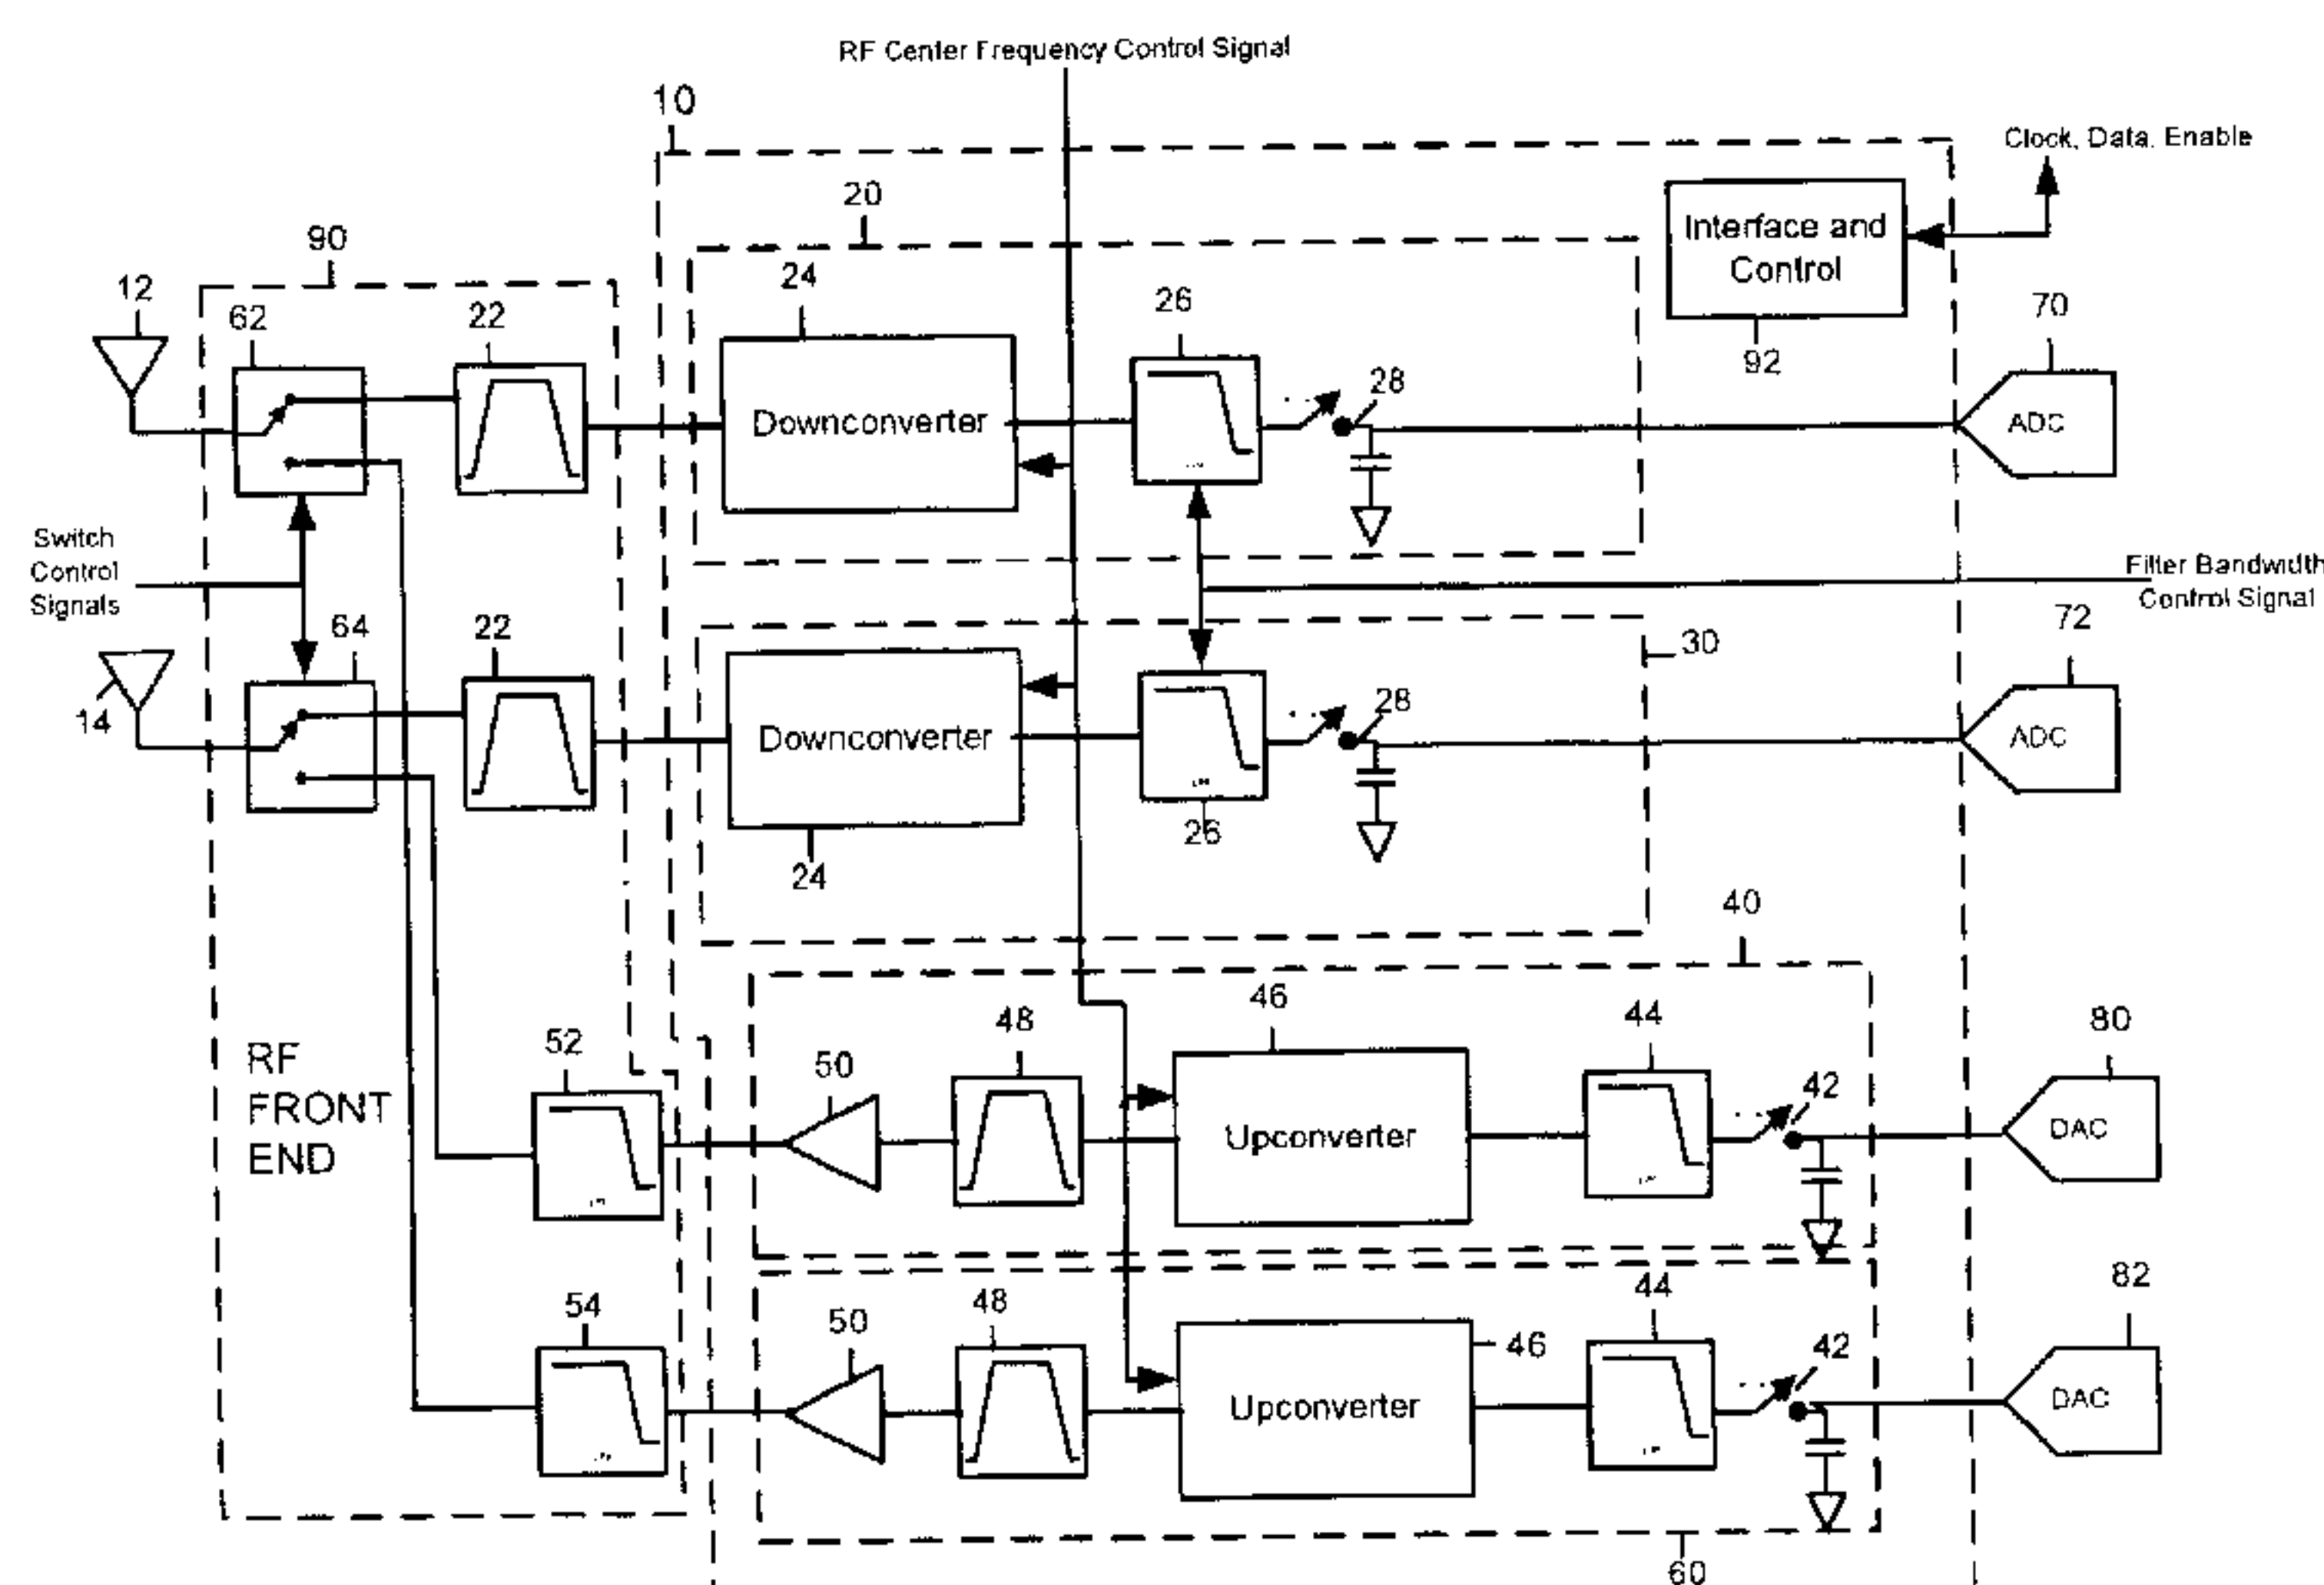 RF Center Frequency Control Signal
10
Clock, Data, Enable
20
Interface and
Control
90
12
62
22
24
26
28
92
70
Downconverter
ADC
Switch
Control
Signals
Filter Bandwidth
Control Signal
64
22
30
72
14
28
Downconverter
ADC
26
24
40
46
48
44
80
52
50
42
RF
FRONT
END
Upconverter
DAC
54
50
48
44
82
46
42
Upconverter
DAC
60